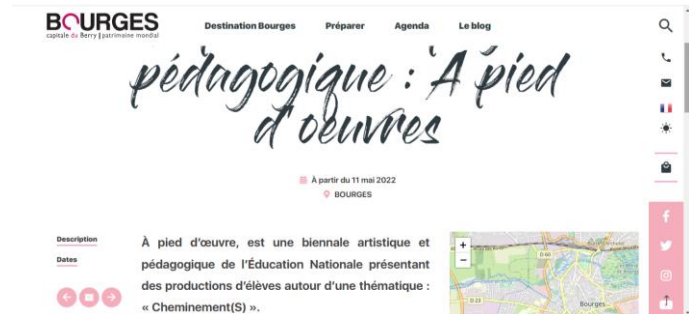 BOURGES
capitale du Berry | patrimoine mondial
Destination Bourges
Préparer
Agenda
Le blog
pédagogique : 'A pied
d'oeuvres
À partir du 11 mai 2022
BOURGES
Description
Dates
À pied d'œuvre, est une biennale artistique et
pédagogique de l'Éducation Nationale présentant
des productions d'élèves autour d'une thématique :
« Cheminement(S) ».
+
−
D 60
D 23
Bourges